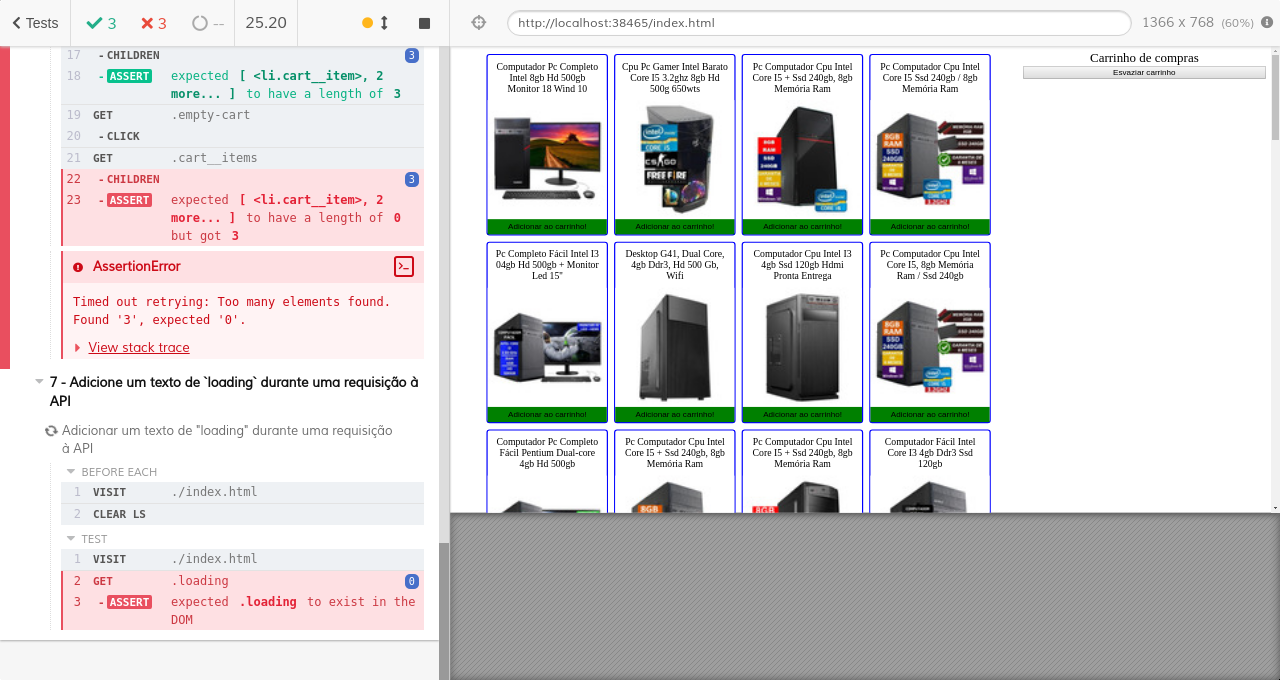 Tests
3
3
--
25.20
http://localhost:38465/index.html
1366 x 768 (60%)
17 - CHILDREN 3
18 - ASSERT expected [ <li.cart__item>, 2
more... ] to have a length of 3
19 GET .empty-cart
20 - CLICK
21 GET .cart__items
22 - CHILDREN 3
23 - ASSERT expected [ <li.cart__item>, 2
more... ] to have a length of 0
but got 3
AssertionError
Timed out retrying: Too many elements found.
Found '3', expected '0'.
View stack trace
7 - Adicione um texto de `loading` durante uma requisição à
API
Adicionar um texto de "loading" durante uma requisição
à API
BEFORE EACH
1 VISIT ./index.html
2 CLEAR LS
TEST
1 VISIT ./index.html
2 GET .loading 0
3 - ASSERT expected .loading to exist in the
DOM
Computador Pc Completo
Intel 8gb Hd 500gb
Monitor 18 Wind 10
Adicionar ao carrinho!
Cpu Pc Gamer Intel Barato
Core I5 3.2ghz 8gb Hd
500g 650wts
Adicionar ao carrinho!
Pc Computador Cpu Intel
Core I5 + Ssd 240gb, 8gb
Memória Ram
Adicionar ao carrinho!
Pc Computador Cpu Intel
Core I5 Ssd 240gb / 8gb
Memória Ram
Adicionar ao carrinho!
Carrinho de compras
Esvaziar carrinho
Pc Completo Fácil Intel I3
04gb Hd 500gb + Monitor
Led 15"
Adicionar ao carrinho!
Desktop G41, Dual Core,
4gb Ddr3, Hd 500 Gb,
Wifi
Adicionar ao carrinho!
Computador Cpu Intel I3
4gb Ssd 120gb Hdmi
Pronta Entrega
Adicionar ao carrinho!
Pc Computador Cpu Intel
Core I5, 8gb Memória
Ram / Ssd 240gb
Adicionar ao carrinho!
Computador Pc Completo
Fácil Pentium Dual-core
4gb Hd 500gb
Pc Computador Cpu Intel
Core I5 + Ssd 240gb, 8gb
Memória Ram
Pc Computador Cpu Intel
Core I5 + Ssd 240gb, 8gb
Memória Ram
Computador Fácil Intel
Core I3 4gb Ddr3 Ssd
120gb